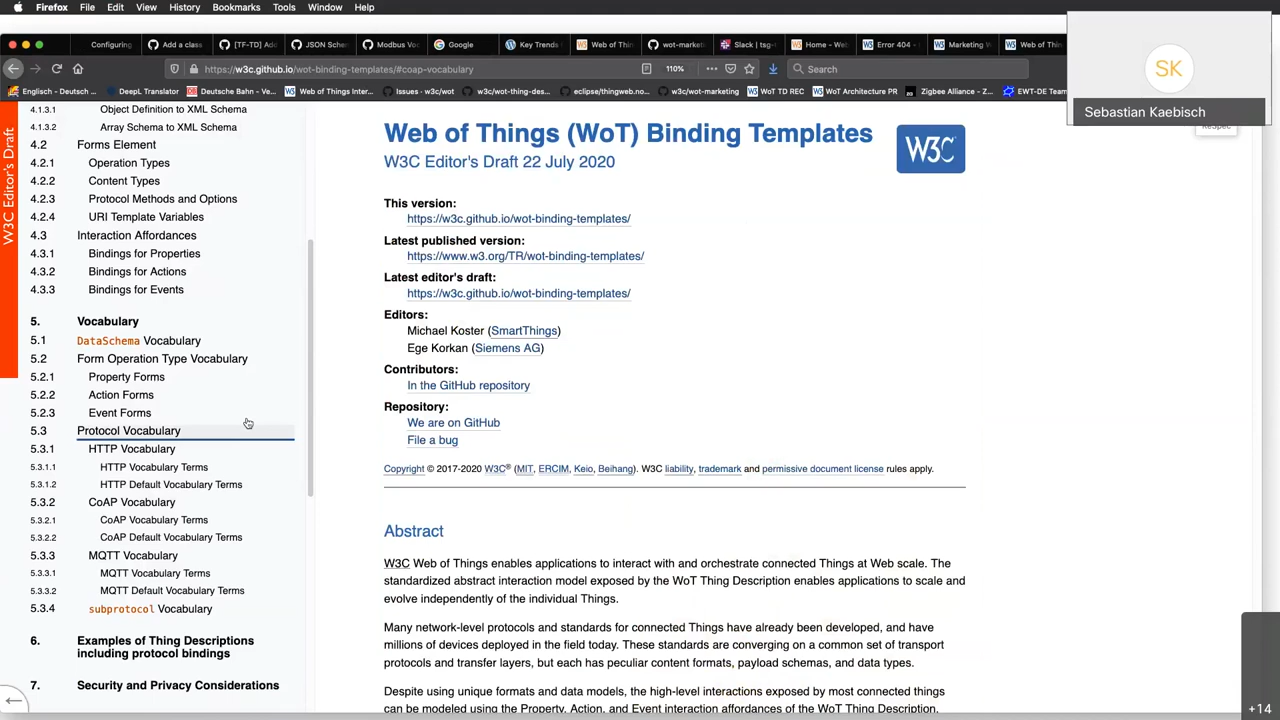 Firefox File Edit View History Bookmarks Tools Window Help
Configuring
Add a class
[TF-TD] Ad
JSON Sche
Modbus Vo
Google
Key Trends
Web of Thin
wot-market
Slack | tsg-
Home - Web
Error 404 -
Marketing W
Web of Thin
https://w3c.github.io/wot-binding-templates/#coap-vocabulary
110%
Search
Englisch - Deutsch ...
DeepL Translator
Deutsche Bahn - ...
Web of Things Inter...
Issues · w3c/wot
w3c/wot-thing-des...
eclipse/thingweb.no...
w3c/wot-marketing
WoT TD REC
WoT Architecture PR
Zigbee Alliance - Z...
EWT-DE Team
SK
Sebastian Kaebisch
W3C Editor's Draft
4.1.3.1 Object Definition to XML Schema
4.1.3.2 Array Schema to XML Schema
4.2 Forms Element
4.2.1 Operation Types
4.2.2 Content Types
4.2.3 Protocol Methods and Options
4.2.4 URI Template Variables
4.3 Interaction Affordances
4.3.1 Bindings for Properties
4.3.2 Bindings for Actions
4.3.3 Bindings for Events
5. Vocabulary
5.1 DataSchema Vocabulary
5.2 Form Operation Type Vocabulary
5.2.1 Property Forms
5.2.2 Action Forms
5.2.3 Event Forms
5.3 Protocol Vocabulary
5.3.1 HTTP Vocabulary
5.3.1.1 HTTP Vocabulary Terms
5.3.1.2 HTTP Default Vocabulary Terms
5.3.2 CoAP Vocabulary
5.3.2.1 CoAP Vocabulary Terms
5.3.2.2 CoAP Default Vocabulary Terms
5.3.3 MQTT Vocabulary
5.3.3.1 MQTT Vocabulary Terms
5.3.3.2 MQTT Default Vocabulary Terms
5.3.4 subprotocol Vocabulary
6. Examples of Thing Descriptions
including protocol bindings
7. Security and Privacy Considerations
Web of Things (WoT) Binding Templates
W3C
W3C Editor's Draft 22 July 2020
This version:
https://w3c.github.io/wot-binding-templates/
Latest published version:
https://www.w3.org/TR/wot-binding-templates/
Latest editor's draft:
https://w3c.github.io/wot-binding-templates/
Editors:
Michael Koster (SmartThings)
Ege Korkan (Siemens AG)
Contributors:
In the GitHub repository
Repository:
We are on GitHub
File a bug
Copyright © 2017-2020 W3C® (MIT, ERCIM, Keio, Beihang). W3C liability, trademark and permissive document license rules apply.
Abstract
W3C Web of Things enables applications to interact with and orchestrate connected Things at Web scale. The
standardized abstract interaction model exposed by the WoT Thing Description enables applications to scale and
evolve independently of the individual Things.
Many network-level protocols and standards for connected Things have already been developed, and have
millions of devices deployed in the field today. These standards are converging on a common set of transport
protocols and transfer layers, but each has peculiar content formats, payload schemas, and data types.
Despite using unique formats and data models, the high-level interactions exposed by most connected things
can be modeled using the Property, Action, and Event interaction affordances of the WoT Thing Description.
+14